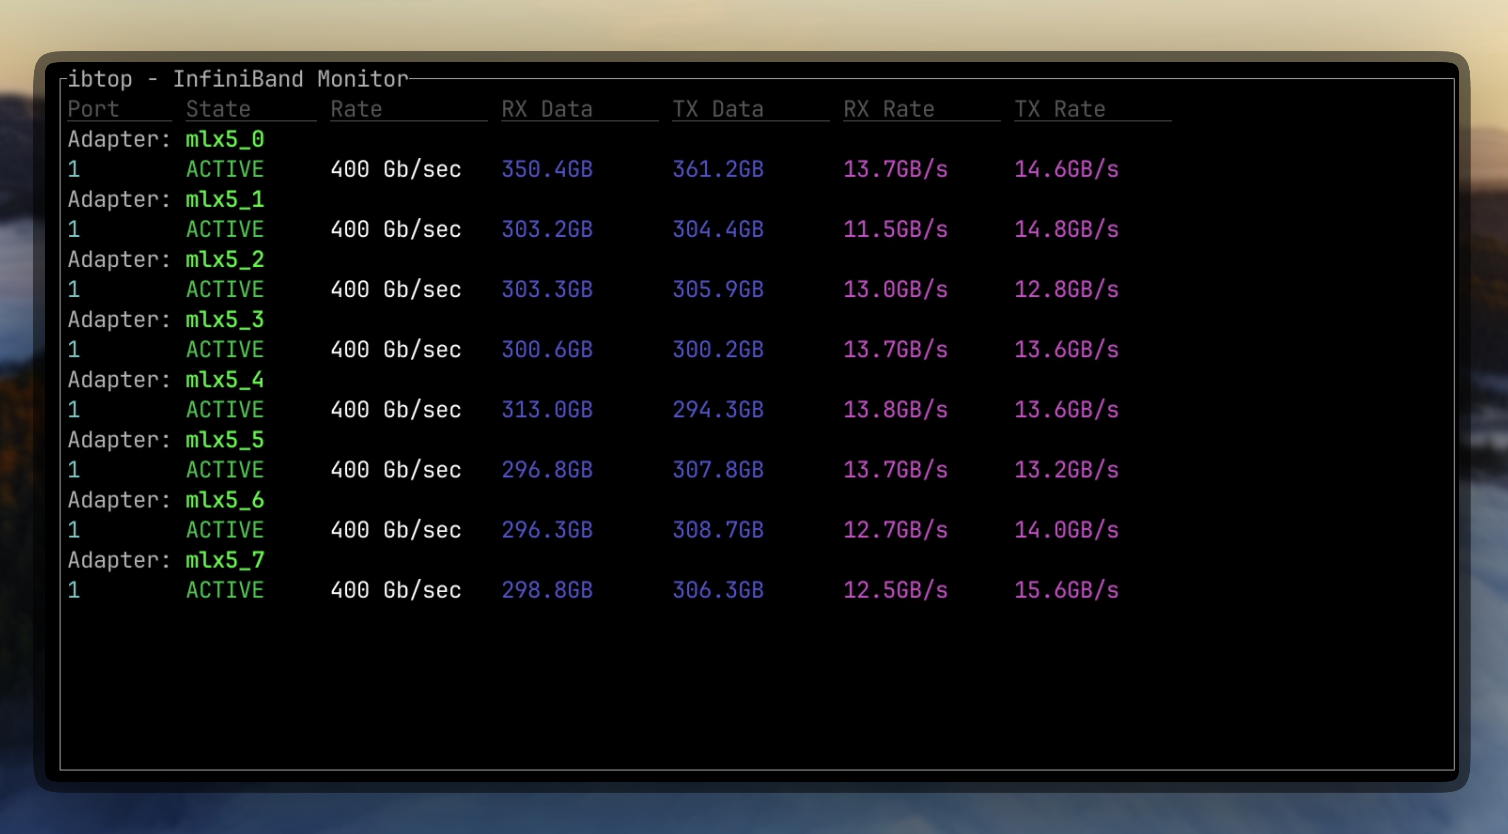 ibtop - InfiniBand Monitor
Port State Rate RX Data TX Data RX Rate TX Rate
Adapter: mlx5_0
1 ACTIVE 400 Gb/sec 350.4GB 361.2GB 13.7GB/s 14.6GB/s
Adapter: mlx5_1
1 ACTIVE 400 Gb/sec 303.2GB 304.4GB 11.5GB/s 14.8GB/s
Adapter: mlx5_2
1 ACTIVE 400 Gb/sec 303.3GB 305.9GB 13.0GB/s 12.8GB/s
Adapter: mlx5_3
1 ACTIVE 400 Gb/sec 300.6GB 300.2GB 13.7GB/s 13.6GB/s
Adapter: mlx5_4
1 ACTIVE 400 Gb/sec 313.0GB 294.3GB 13.8GB/s 13.6GB/s
Adapter: mlx5_5
1 ACTIVE 400 Gb/sec 296.8GB 307.8GB 13.7GB/s 13.2GB/s
Adapter: mlx5_6
1 ACTIVE 400 Gb/sec 296.3GB 308.7GB 12.7GB/s 14.0GB/s
Adapter: mlx5_7
1 ACTIVE 400 Gb/sec 298.8GB 306.3GB 12.5GB/s 15.6GB/s